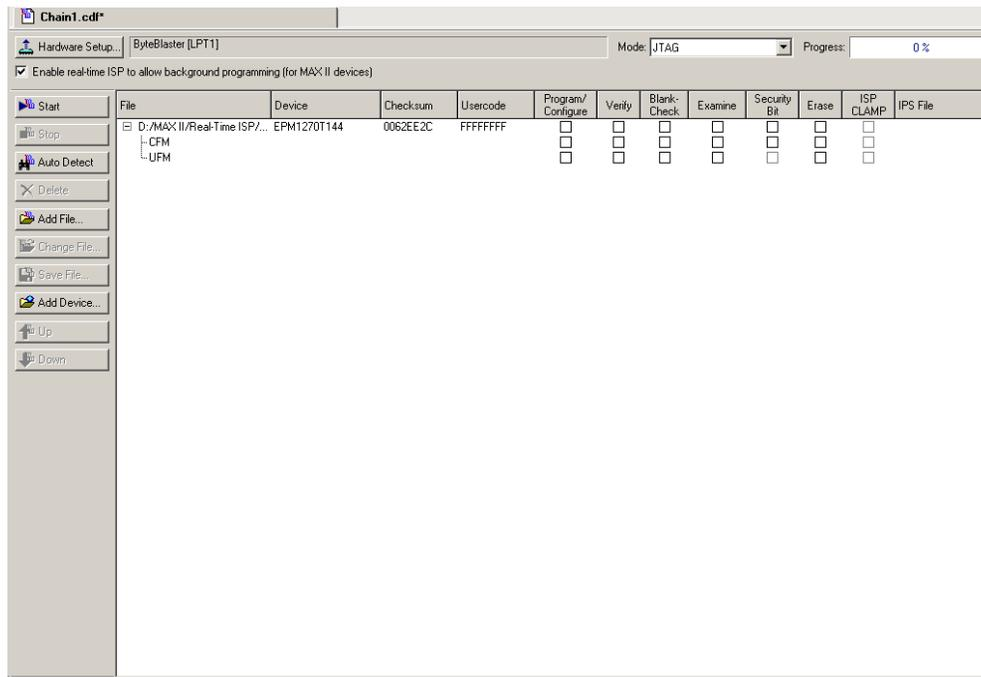 Chain1.cdf*
Hardware Setup... ByteBlaster [LPT1] Mode: JTAG Progress: 0 %
Enable real-time ISP to allow background programming (for MAX II devices)
Start
Stop
Auto Detect
Delete
Add File...
Change File...
Save File...
Add Device...
Up
Down
File Device Checksum Usercode Program/ Configure Verify Blank- Check Examine Security Bit Erase ISP CLAMP IPS File
D:/MAX II/Real-Time ISP/... EPM1270T144 0062EE2C FFFFFFFF
CFM
UFM